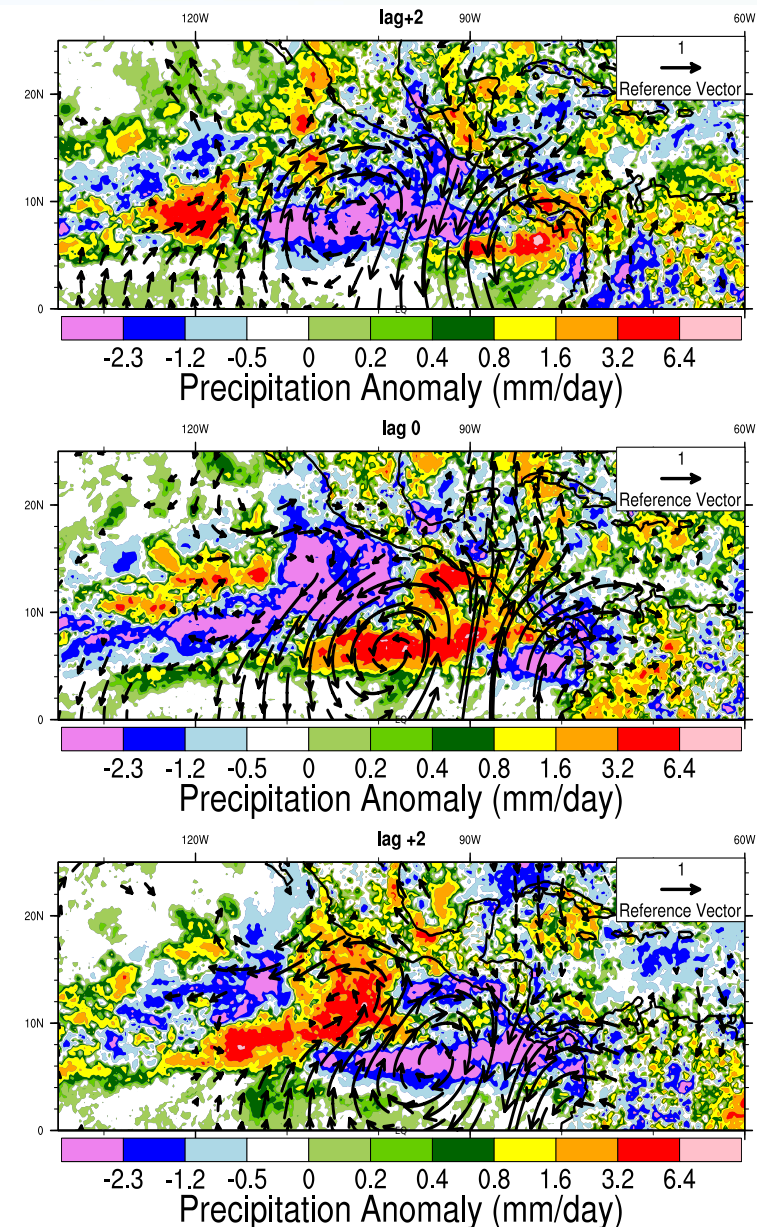 lag+2
120W 90W 60W
1
Reference Vector
20N
10N
0
EQ
-2.3 -1.2 -0.5 0 0.2 0.4 0.8 1.6 3.2 6.4
Precipitation Anomaly (mm/day)
lag 0
120W 90W 60W
1
Reference Vector
20N
10N
0
EQ
-2.3 -1.2 -0.5 0 0.2 0.4 0.8 1.6 3.2 6.4
Precipitation Anomaly (mm/day)
lag +2
120W 90W 60W
1
Reference Vector
20N
10N
0
EQ
-2.3 -1.2 -0.5 0 0.2 0.4 0.8 1.6 3.2 6.4
Precipitation Anomaly (mm/day)